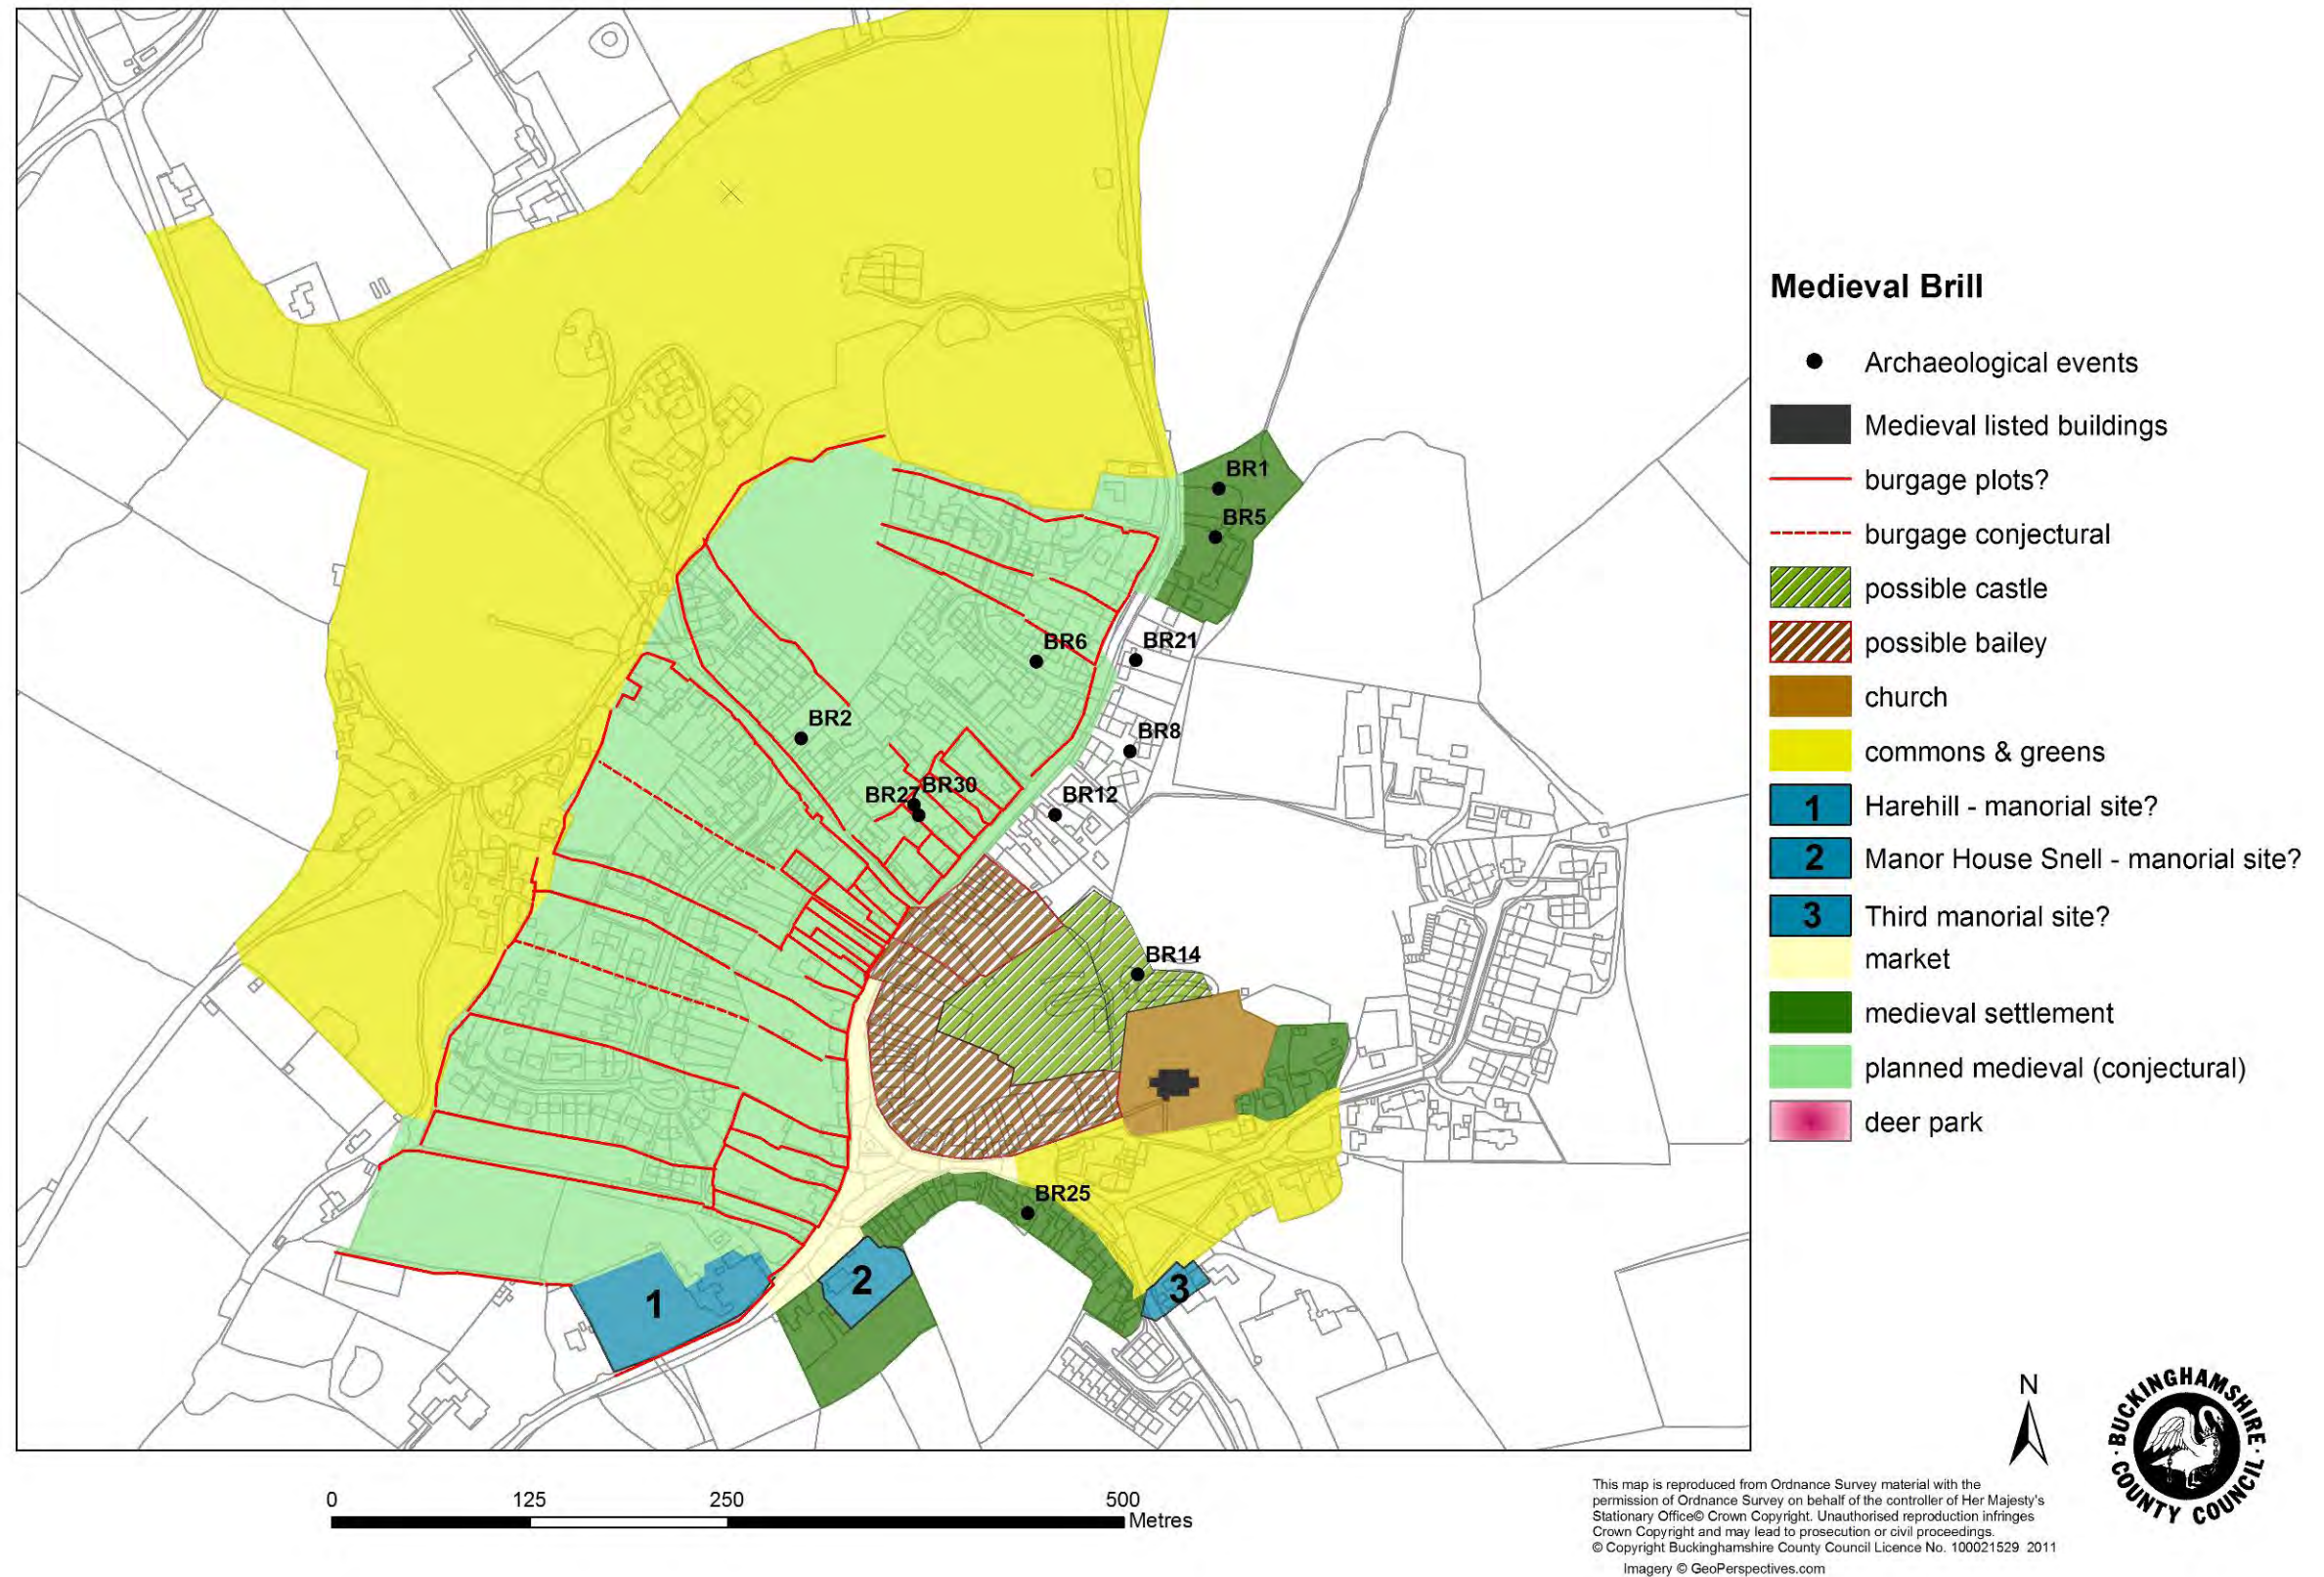 BR1
BR5
BR6
BR21
BR2
BR8
BR27
BR30
BR12
BR14
BR25
1
2
3
Medieval Brill
Archaeological events
Medieval listed buildings
burgage plots?
burgage conjectural
possible castle
possible bailey
church
commons & greens
1 Harehill - manorial site?
2 Manor House Snell - manorial site?
3 Third manorial site?
market
medieval settlement
planned medieval (conjectural)
deer park
0 125 250 500
Metres
N
BUCKINGHAMSHIRE
· COUNTY COUNCIL ·
This map is reproduced from Ordnance Survey material with the
permission of Ordnance Survey on behalf of the controller of Her Majesty's
Stationary Office© Crown Copyright. Unauthorised reproduction infringes
Crown Copyright and may lead to prosecution or civil proceedings.
© Copyright Buckinghamshire County Council Licence No. 100021529 2011
Imagery © GeoPerspectives.com